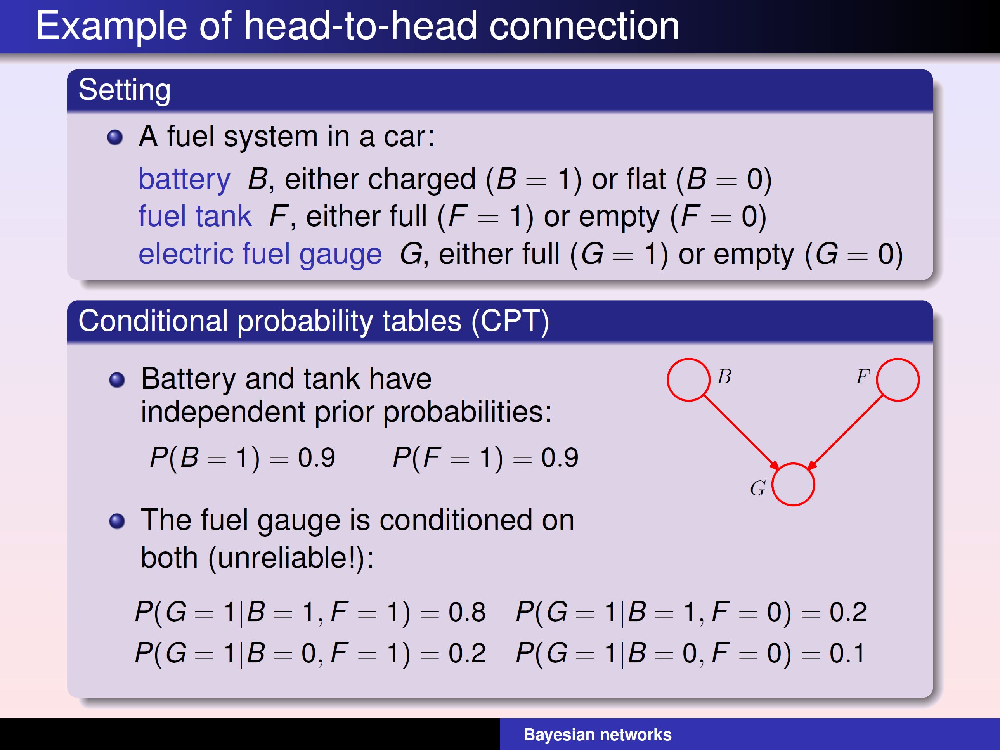 Example of head-to-head connection
Setting
A fuel system in a car:
battery B, either charged (B = 1) or flat (B = 0)
fuel tank F, either full (F = 1) or empty (F = 0)
electric fuel gauge G, either full (G = 1) or empty (G = 0)
Conditional probability tables (CPT)
Battery and tank have
independent prior probabilities:
P(B = 1) = 0.9 P(F = 1) = 0.9
B F
G
The fuel gauge is conditioned on
both (unreliable!):
P(G = 1|B = 1, F = 1) = 0.8 P(G = 1|B = 1, F = 0) = 0.2
P(G = 1|B = 0, F = 1) = 0.2 P(G = 1|B = 0, F = 0) = 0.1
Bayesian networks